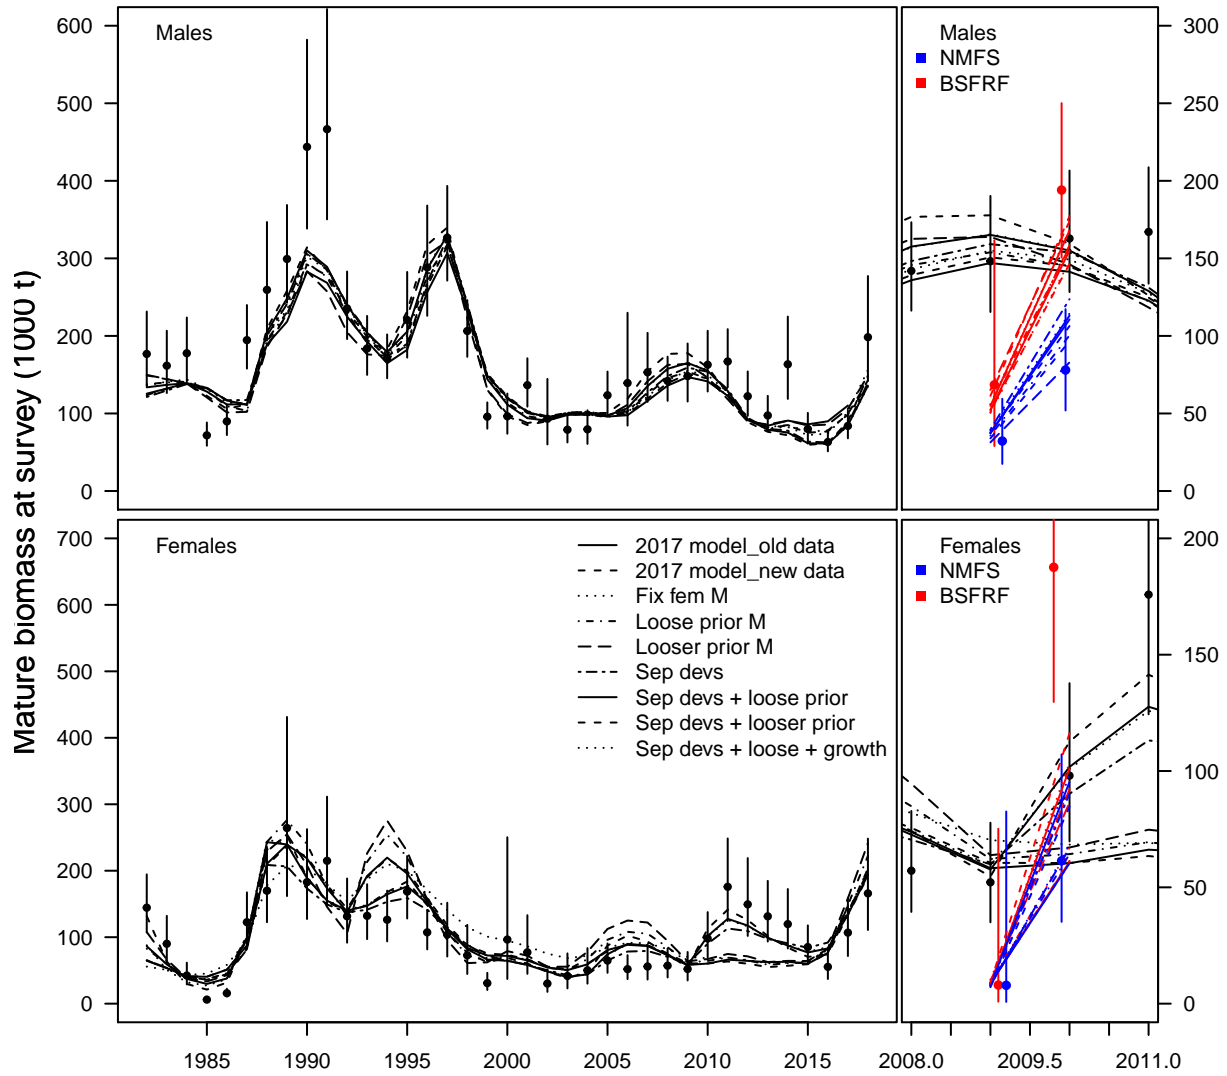 Mature biomass at survey (1000 t)
Males
600
500
400
300
200
100
0
Males
NMFS
BSFRF
300
250
200
150
100
50
0
Females
700
600
500
400
300
200
100
0
2017 model_old data
2017 model_new data
Fix fem M
Loose prior M
Looser prior M
Sep devs
Sep devs + loose prior
Sep devs + looser prior
Sep devs + loose + growth
Females
NMFS
BSFRF
200
150
100
50
0
1985 1990 1995 2000 2005 2010 2015
2008.0 2009.5 2011.0